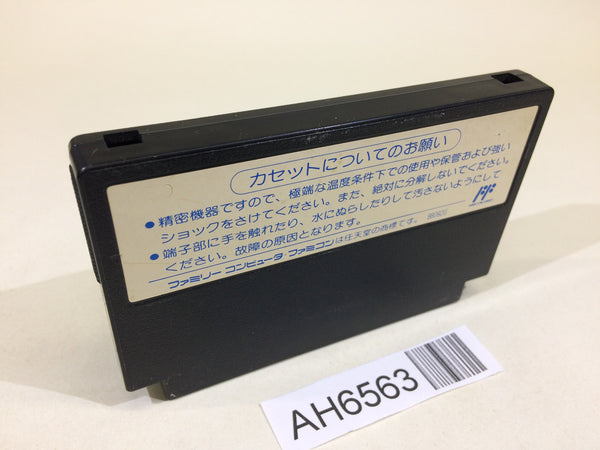 カセットについてのお願い
●精密機器ですので、極端な温度条件下での使用や保管および強い
ショックをさけてください。また、絶対に分解しないでください。
●端子部に手を触れたり、水にぬらしたりして汚さないようにして
ください。故障の原因となります。
ファミリーコンピュータ/ファミコンは任天堂の商標です。
AH6563